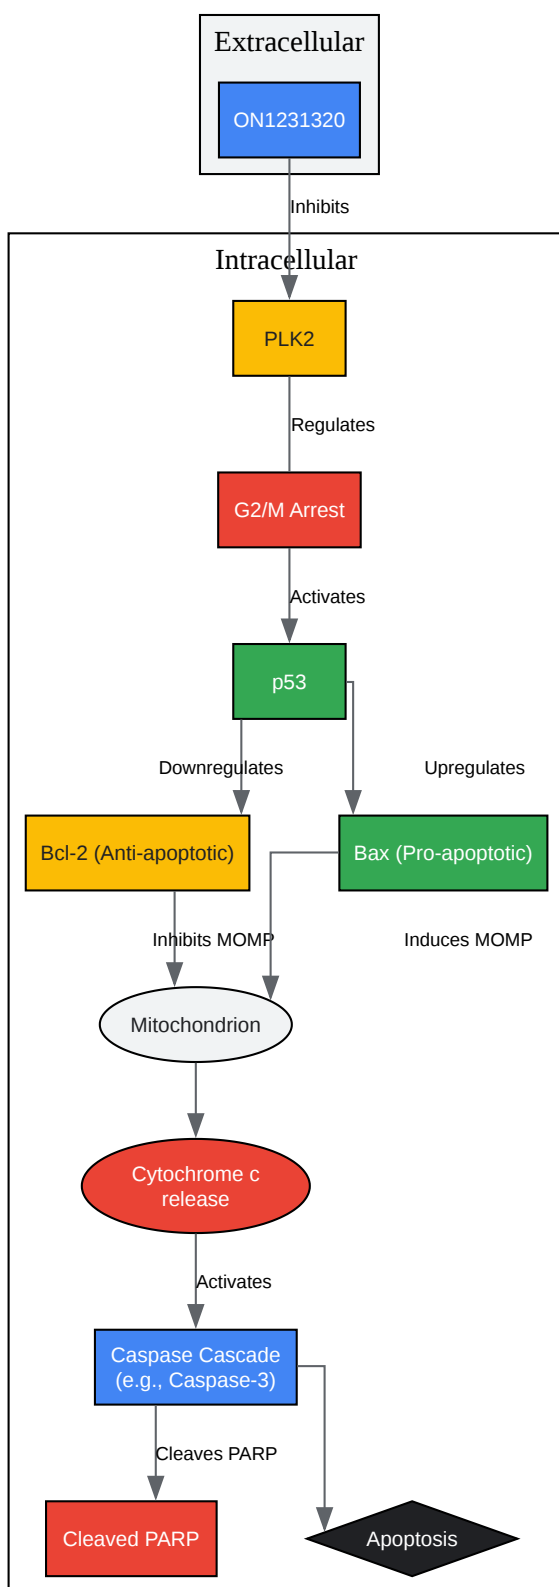 Extracellular
ON1231320
Inhibits
Intracellular
PLK2
Regulates
G2/M Arrest
Activates
p53
Downregulates
Upregulates
Bcl-2 (Anti-apoptotic)
Bax (Pro-apoptotic)
Inhibits MOMP
Induces MOMP
Mitochondrion
Cytochrome c
release
Activates
Caspase Cascade
(e.g., Caspase-3)
Cleaves PARP
Cleaved PARP
Apoptosis